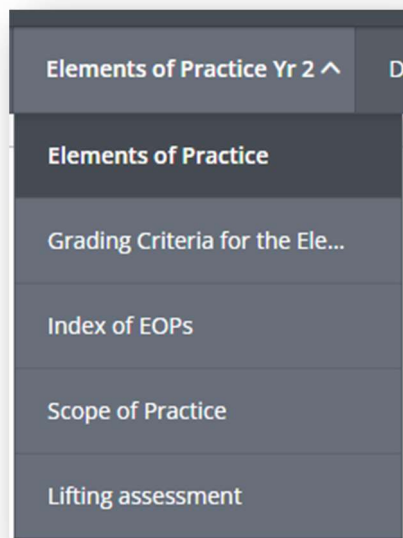 Elements of Practice Yr 2 D
Elements of Practice
Grading Criteria for the Ele...
Index of EOPs
Scope of Practice
Lifting assessment